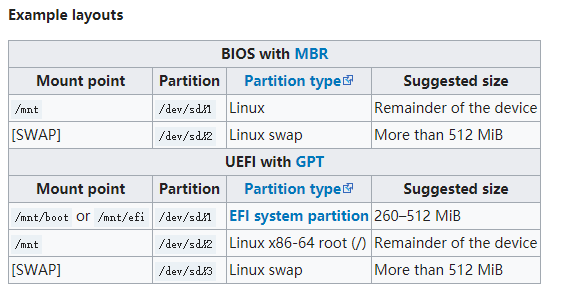 Example layouts
BIOS with MBR
Mount point Partition Partition type Suggested size
/mnt /dev/sdX1 Linux Remainder of the device
[SWAP] /dev/sdX2 Linux swap More than 512 MiB
UEFI with GPT
Mount point Partition Partition type Suggested size
/mnt/boot or /mnt/efi /dev/sdX1 EFI system partition 260–512 MiB
/mnt /dev/sdX2 Linux x86-64 root (/) Remainder of the device
[SWAP] /dev/sdX3 Linux swap More than 512 MiB